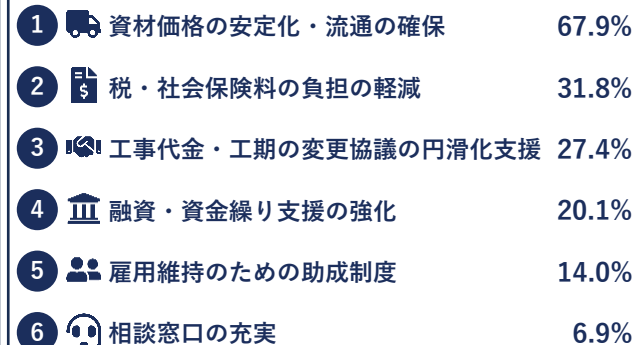 1 資材価格の安定化・流通の確保 67.9%
2 税・社会保険料の負担の軽減 31.8%
3 工事代金・工期の変更協議の円滑化支援 27.4%
4 融資・資金繰り支援の強化 20.1%
5 雇用維持のための助成制度 14.0%
6 相談窓口の充実 6.9%